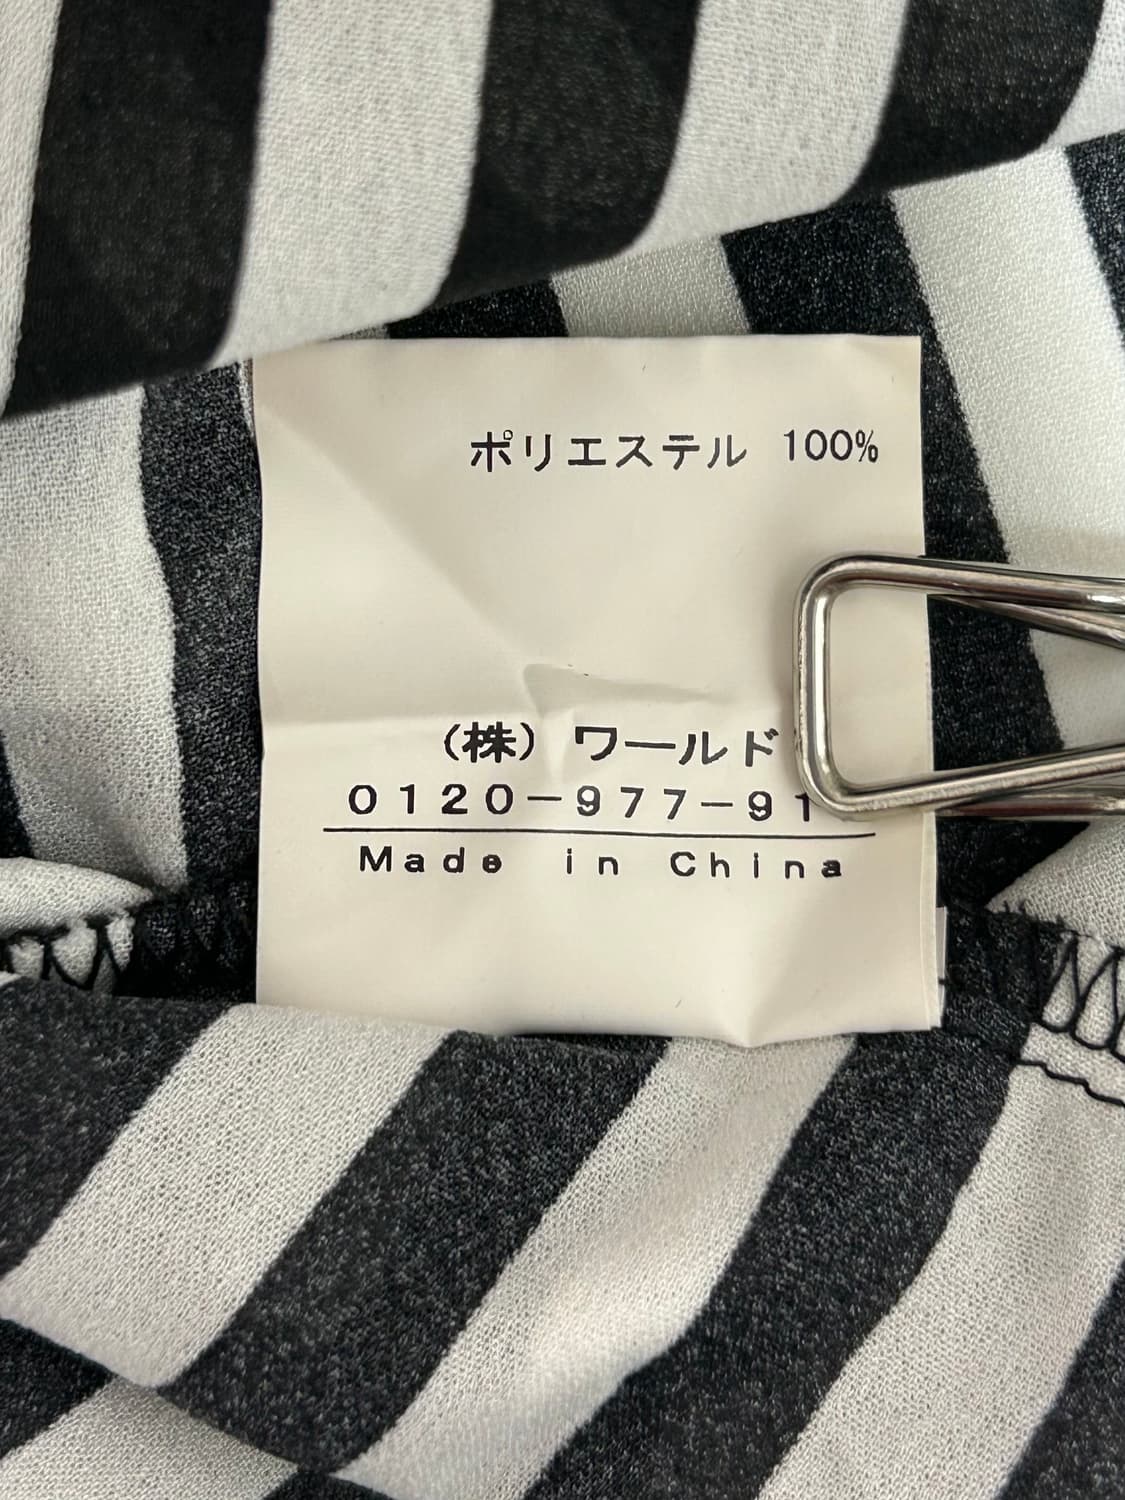 ポリエステル 100%
(株) ワールド
0120-977-91
Made in China